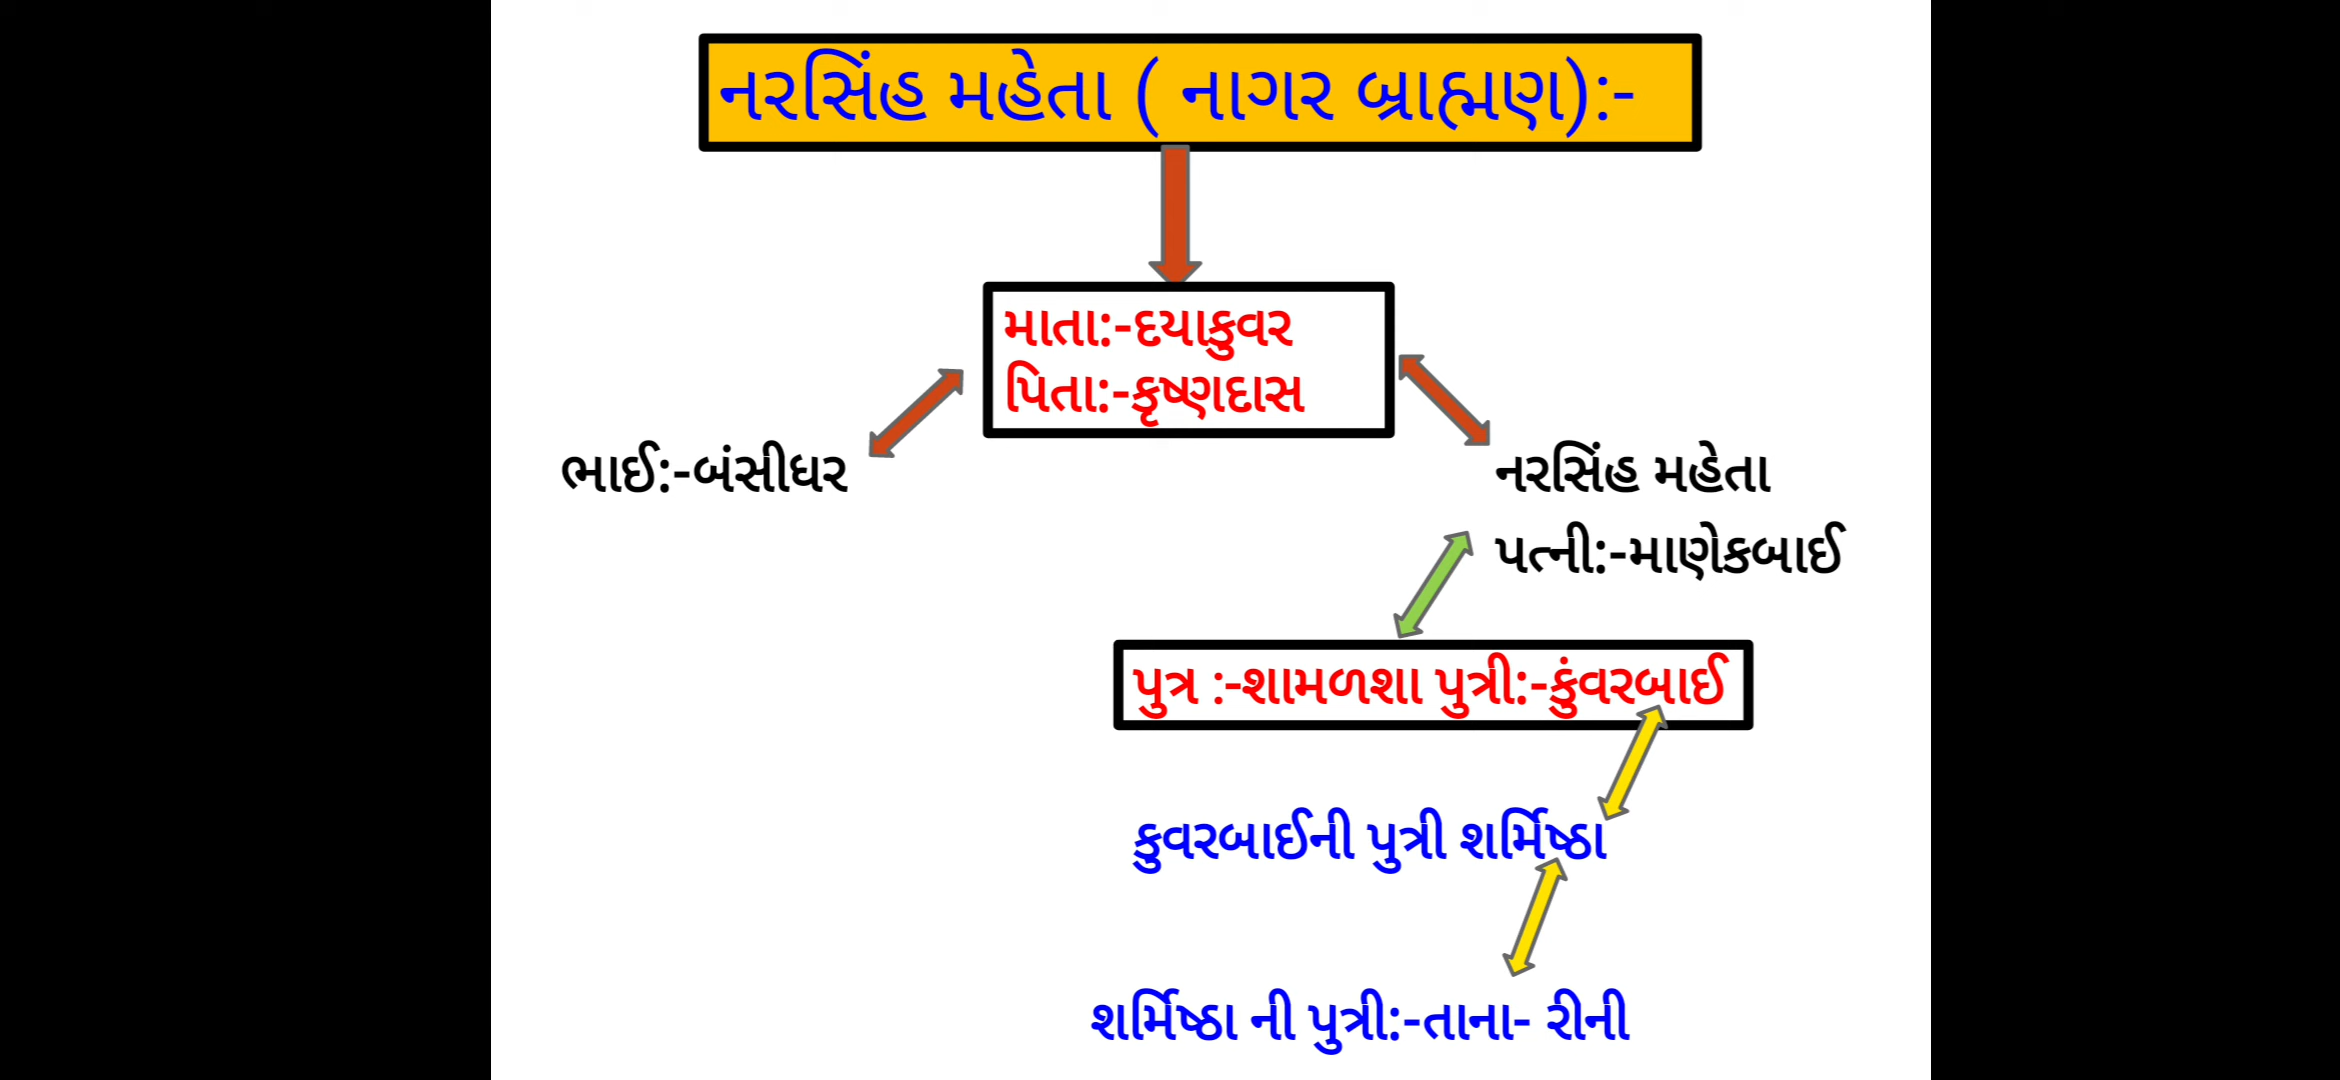 નરસિંહ મહેતા ( નાગર બ્રાહ્મણ):-
માતા:-દયાકુવર
પિતા:-કૃષ્ણદાસ
ભાઈ:-બંસીધર
નરસિંહ મહેતા
પત્ની:-માણેકબાઈ
પુત્ર :-શામળશા પુત્રી:-કુંવરબાઈ
કુવરબાઈની પુત્રી શર્મિષ્ઠા
શર્મિષ્ઠા ની પુત્રી:-તાના- રીની